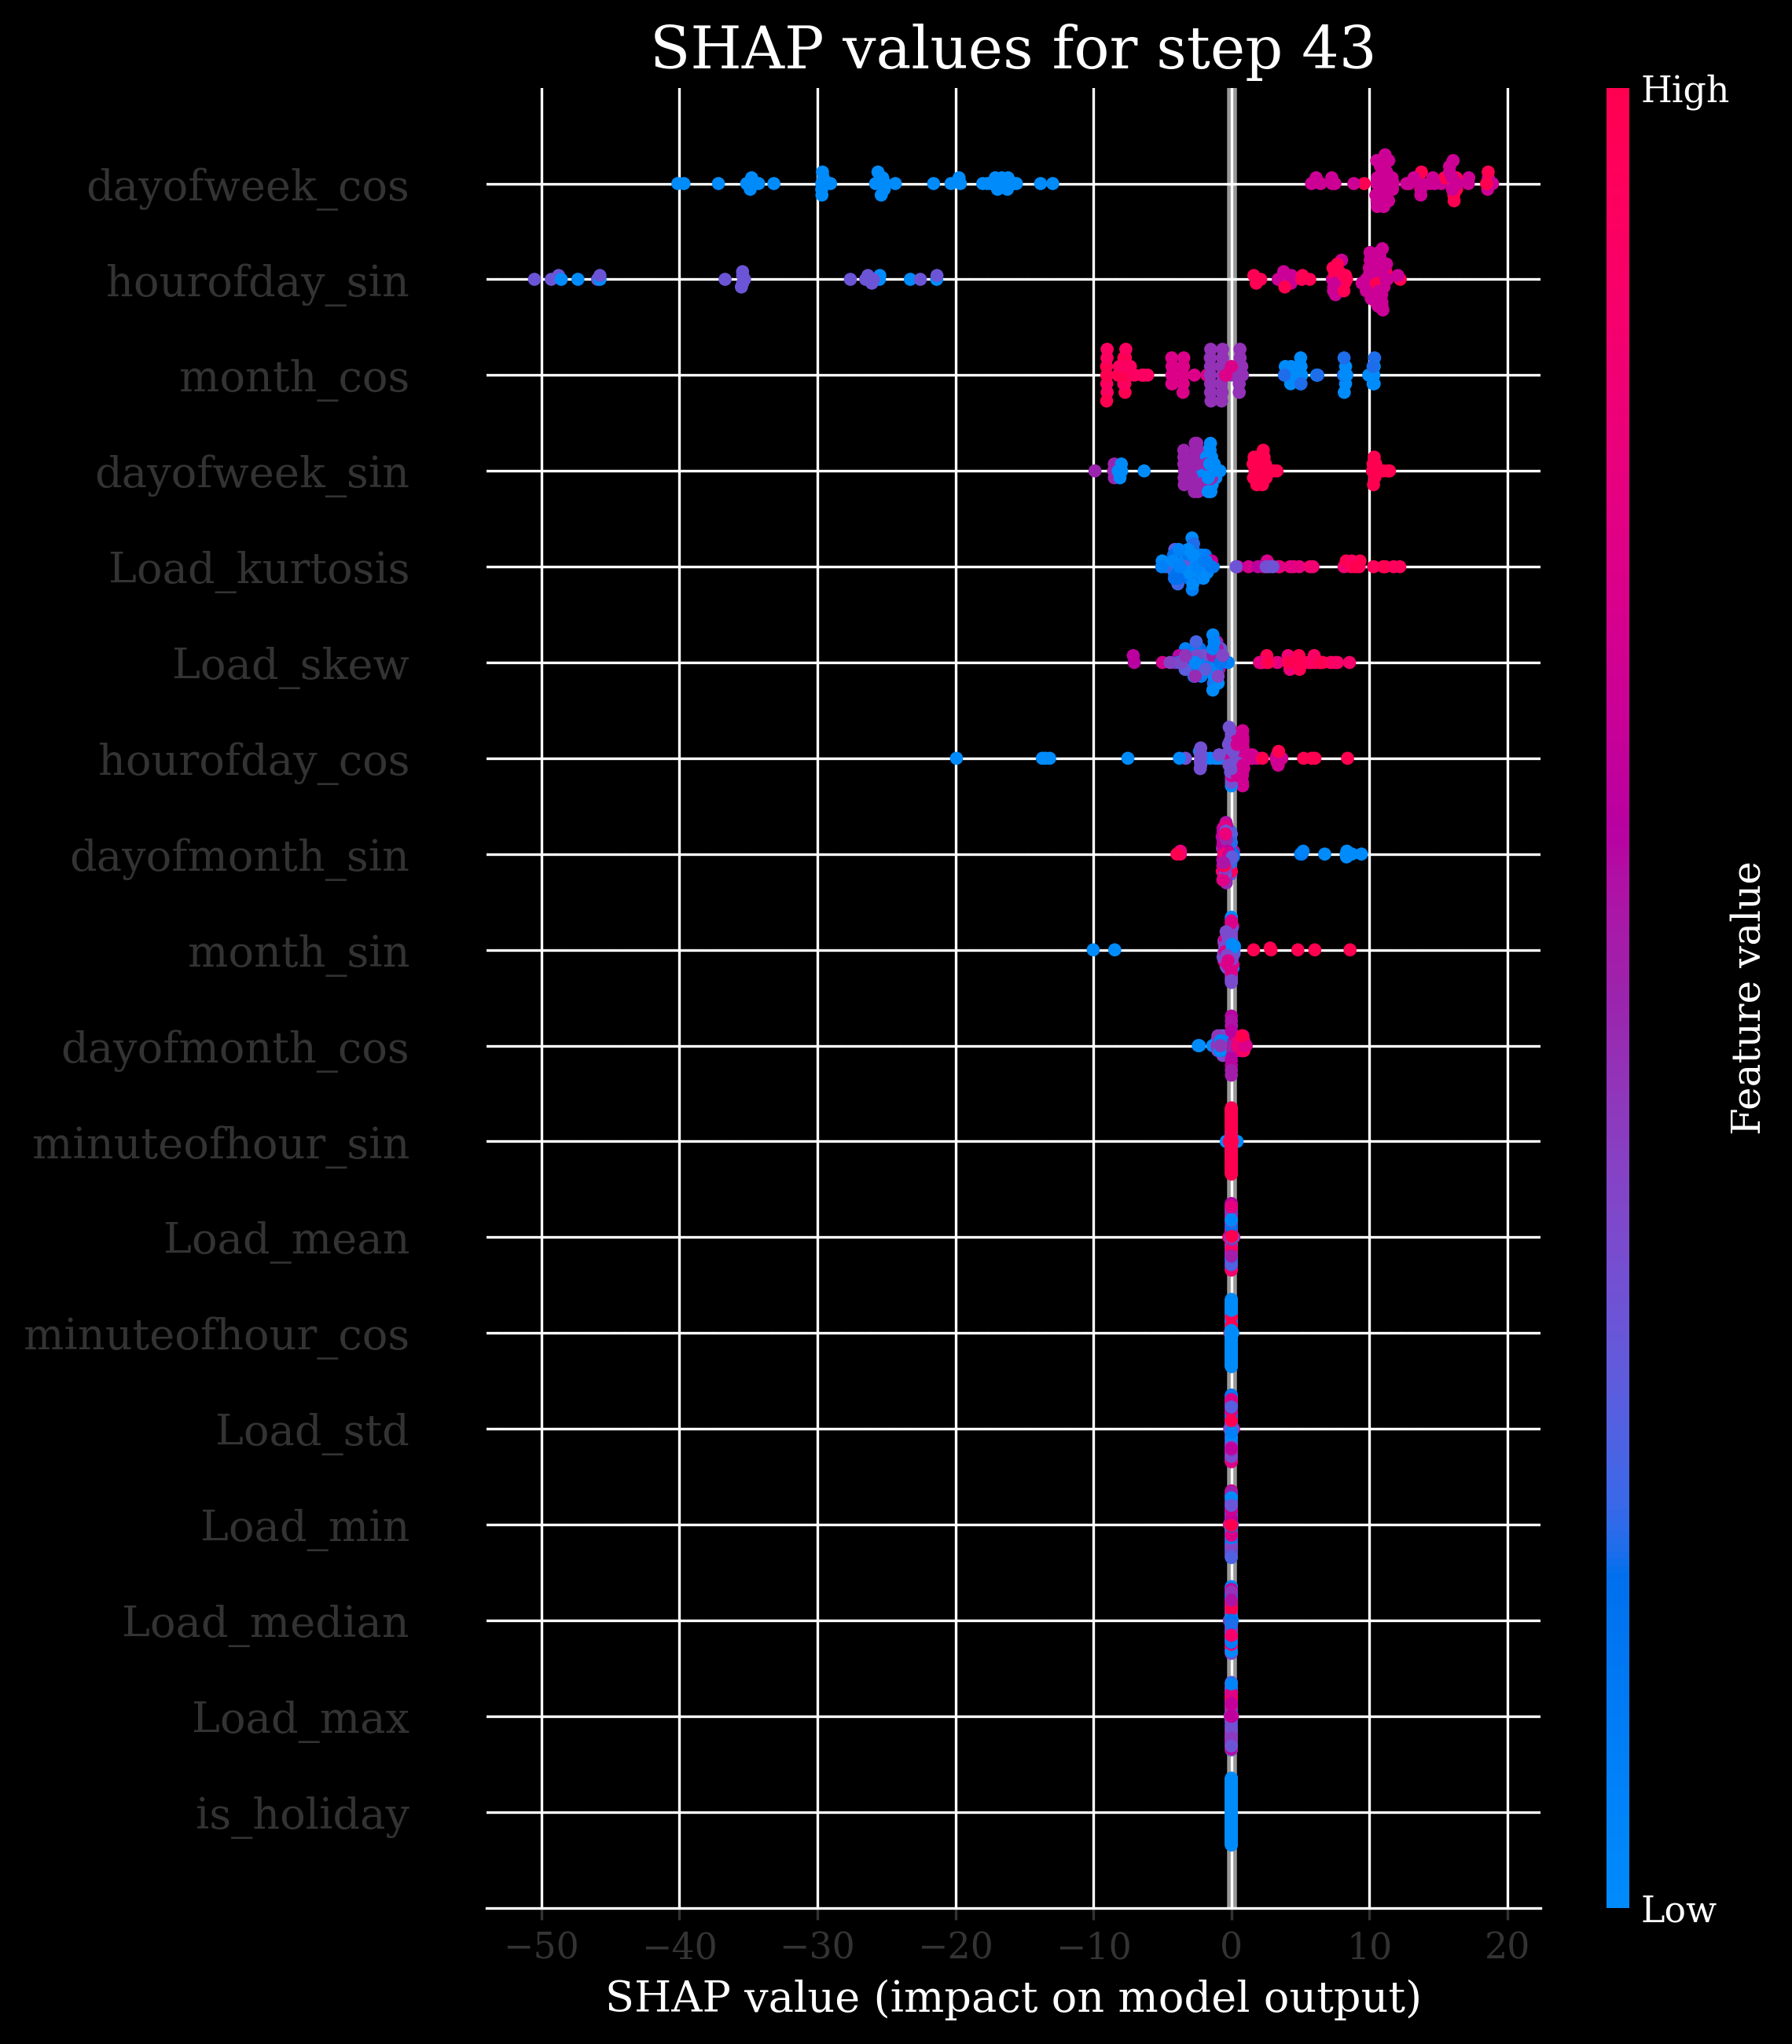 SHAP values for step 43
High
dayofweek_cos
hourofday_sin
month_cos
dayofweek_sin
Load_kurtosis
Load_skew
hourofday_cos
dayofmonth_sin
month_sin
dayofmonth_cos
minuteofhour_sin
Load_mean
minuteofhour_cos
Load_std
Load_min
Load_median
Load_max
is_holiday
Feature value
Low
−50 −40 −30 −20 −10 0 10 20
SHAP value (impact on model output)